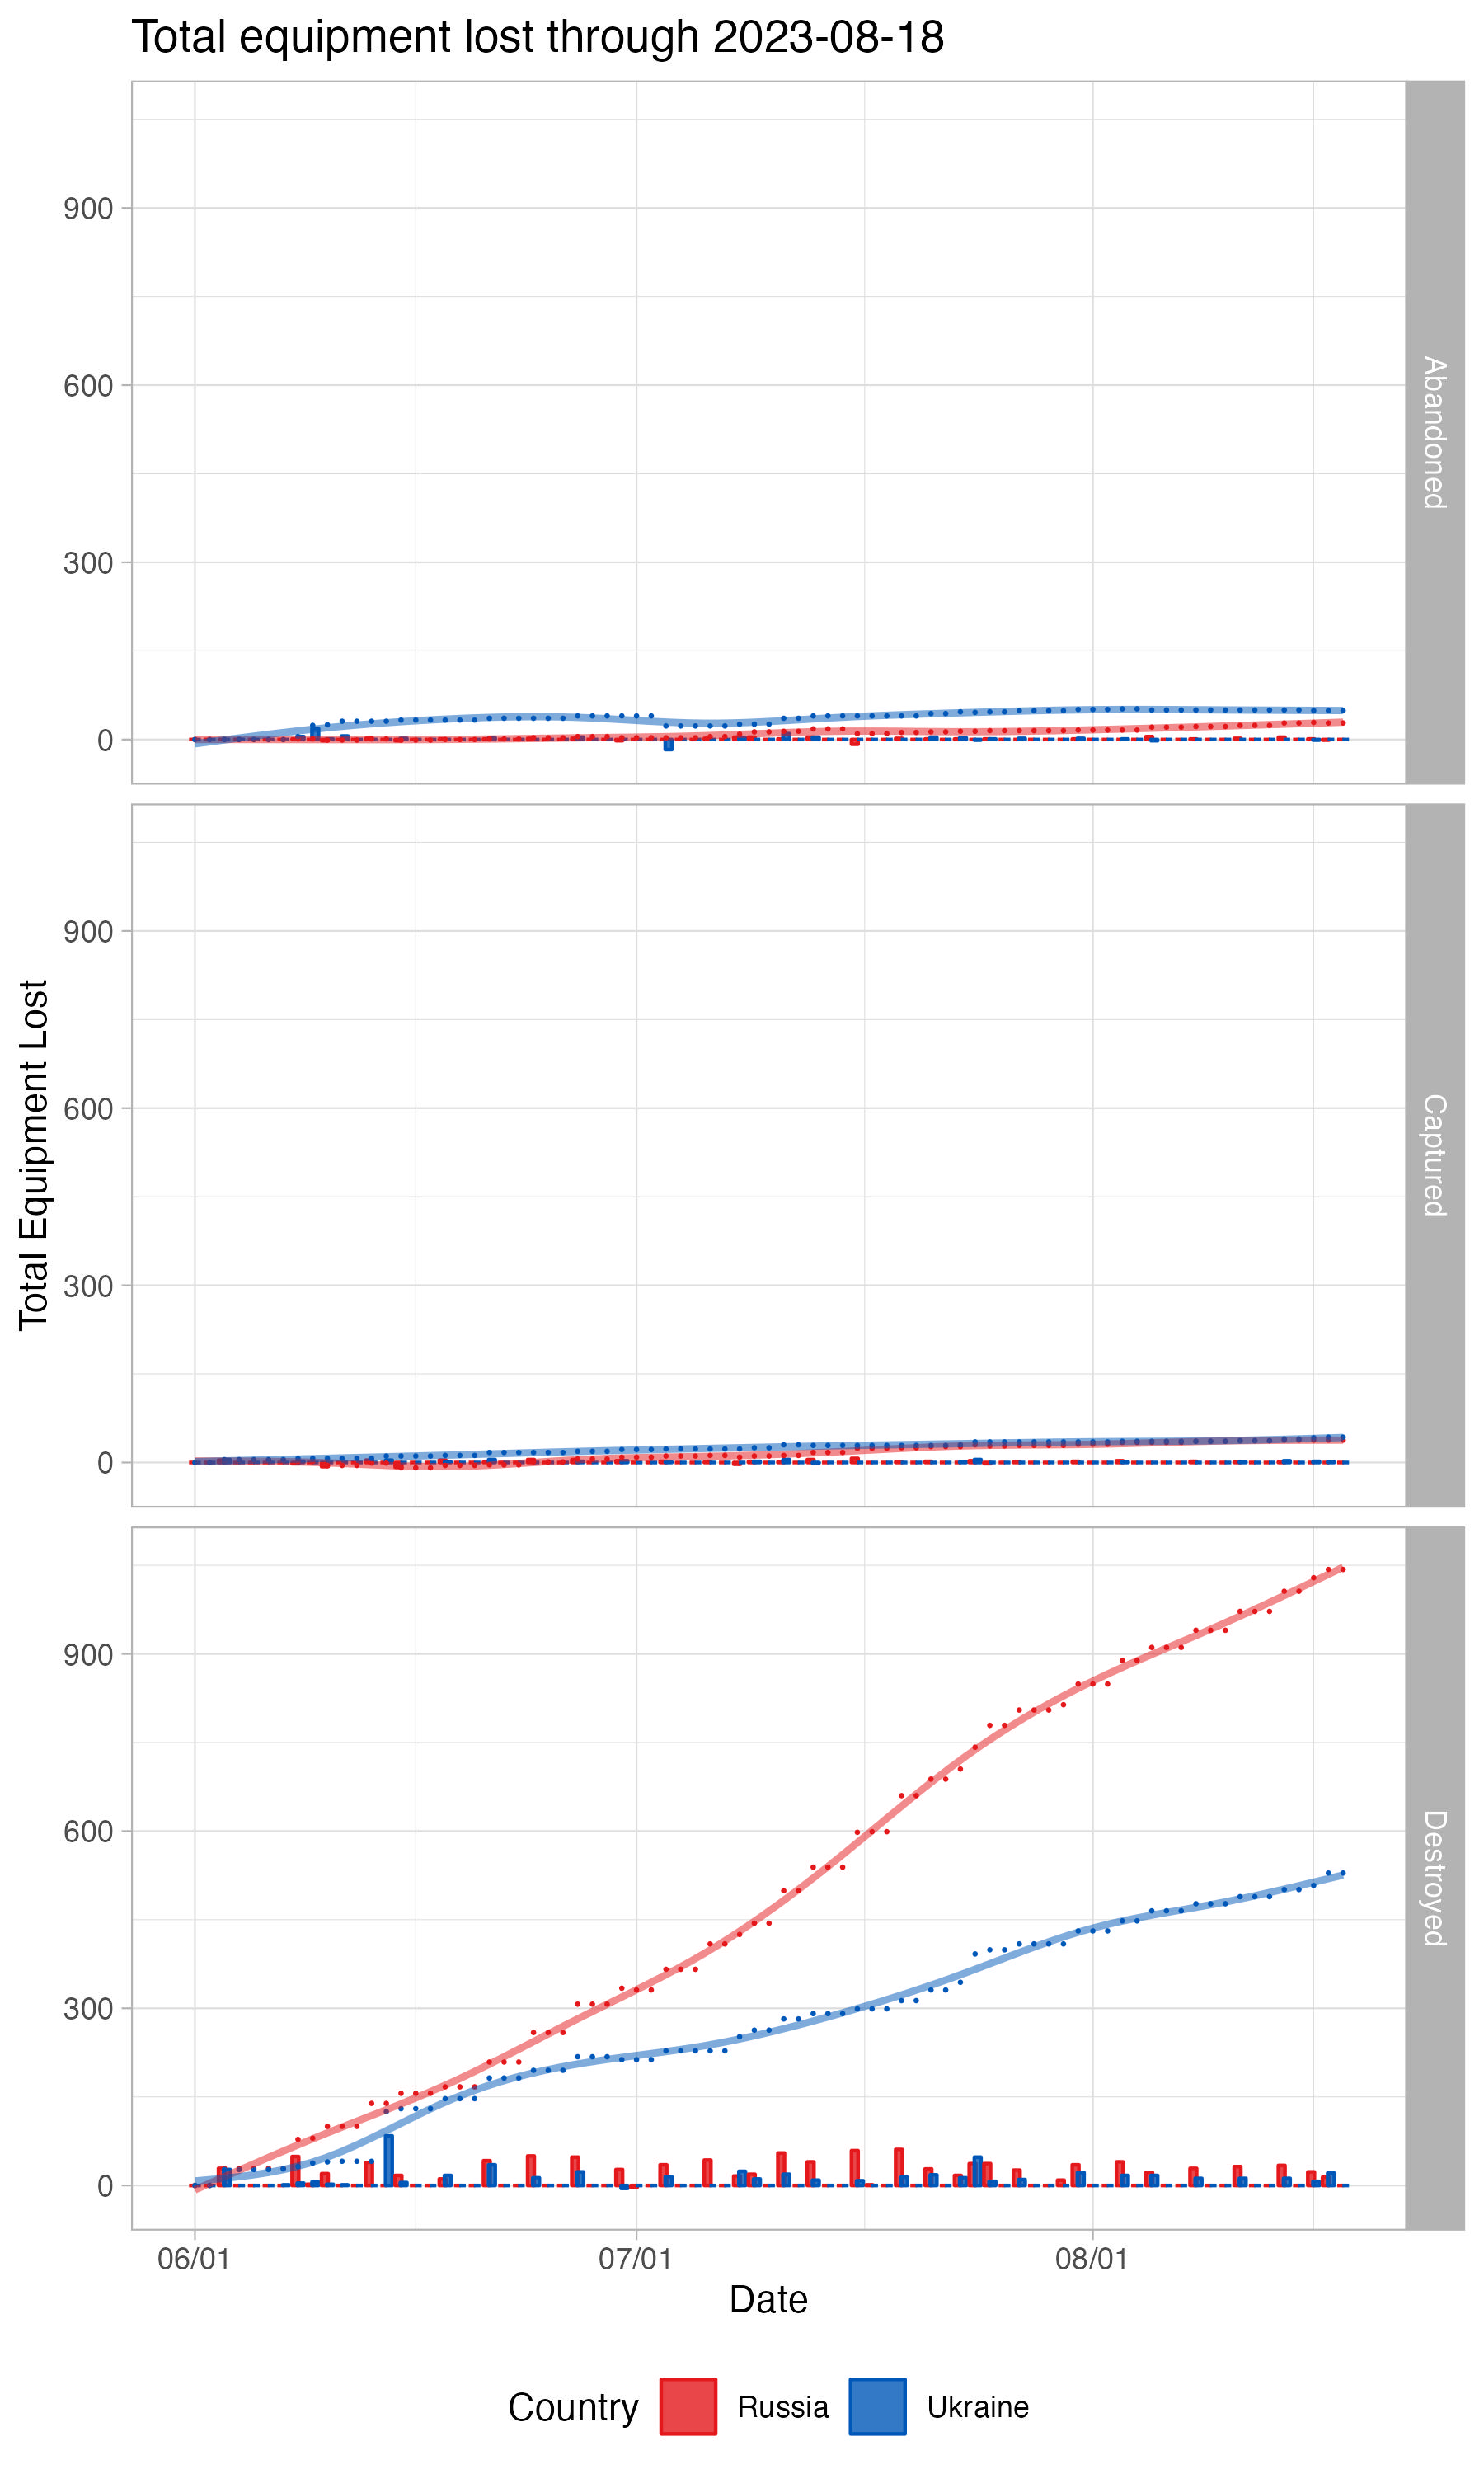 Total equipment lost through 2023-08-18
900
600
300
0
Abandoned
Total Equipment Lost
900
600
300
0
Captured
900
600
300
0
Destroyed
06/01
07/01
08/01
Date
Country
Russia
Ukraine